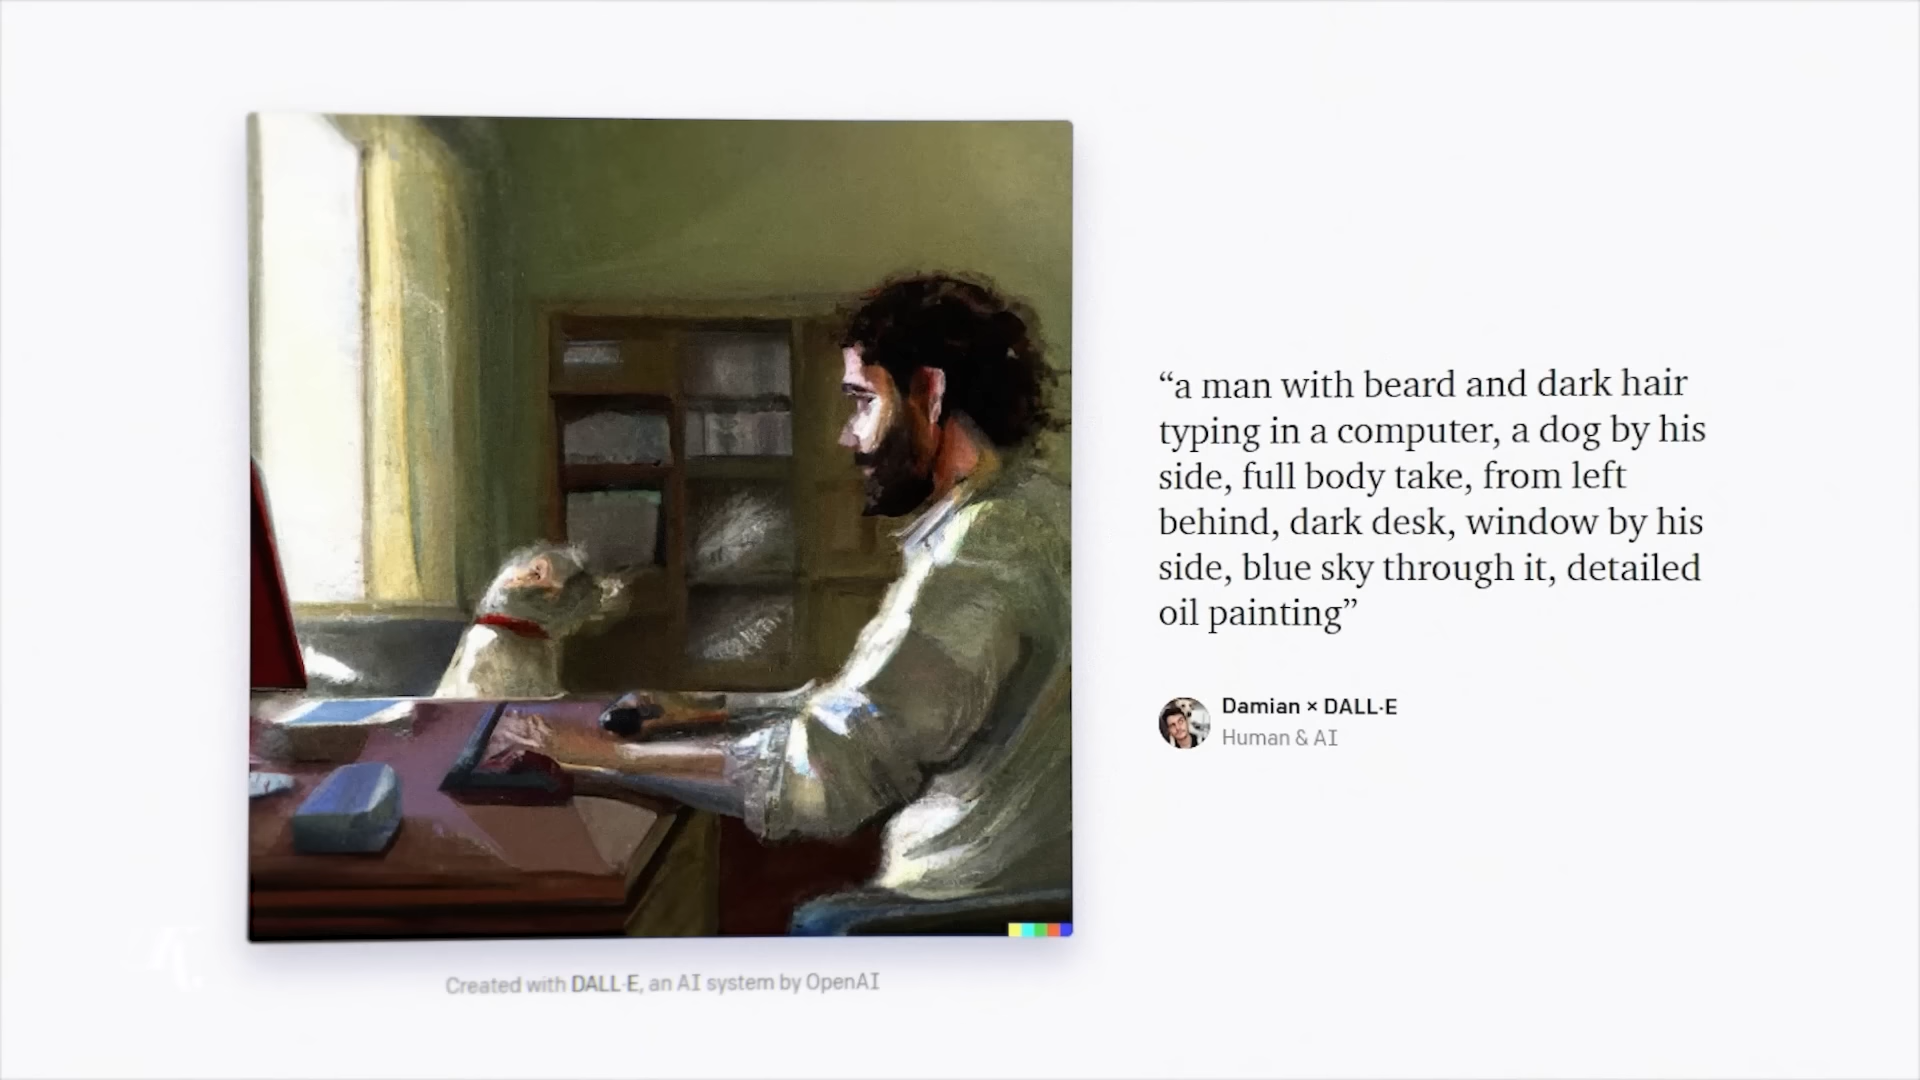 “a man with beard and dark hair
typing in a computer, a dog by his
side, full body take, from left
behind, dark desk, window by his
side, blue sky through it, detailed
oil painting”
Damian × DALL·E
Human & AI
Created with DALL·E, an AI system by OpenAI